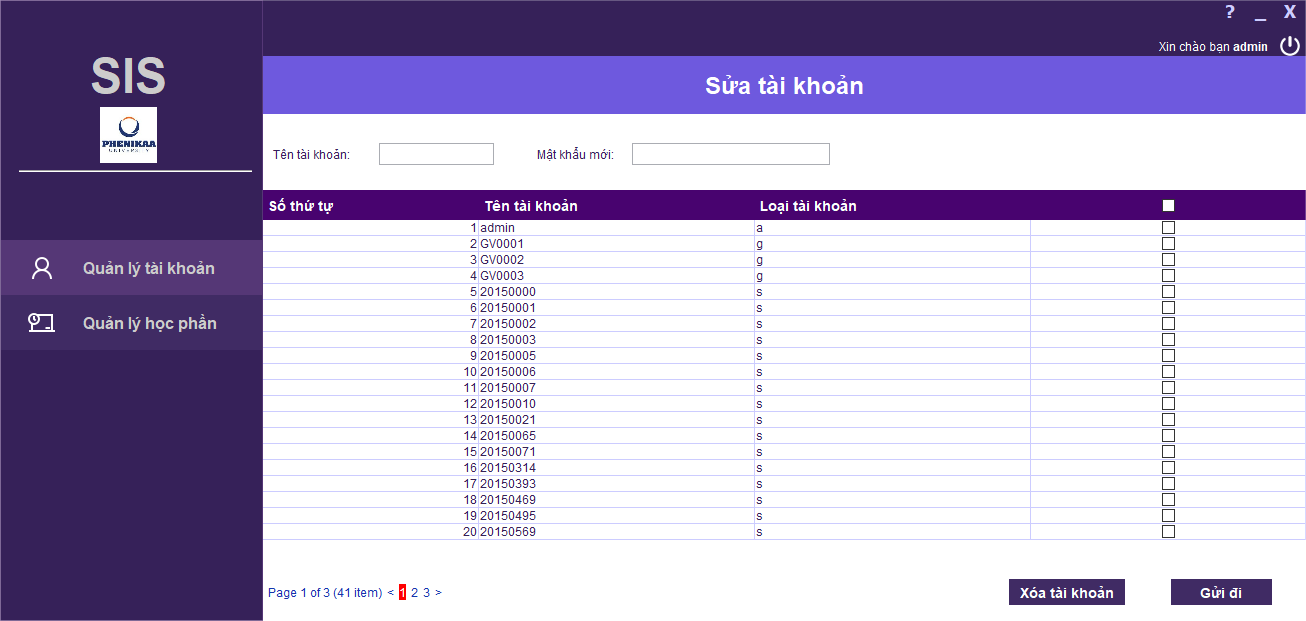 ? _ X
Xin chào bạn admin
SIS
PHENIKAA
UNIVERSITY
Quản lý tài khoản
Quản lý học phần
Sửa tài khoản
Tên tài khoản: Mật khẩu mới:
Số thứ tự Tên tài khoản Loại tài khoản
1 admin a
2 GV0001 g
3 GV0002 g
4 GV0003 g
5 20150000 s
6 20150001 s
7 20150002 s
8 20150003 s
9 20150005 s
10 20150006 s
11 20150007 s
12 20150010 s
13 20150021 s
14 20150065 s
15 20150071 s
16 20150314 s
17 20150393 s
18 20150469 s
19 20150495 s
20 20150569 s
Page 1 of 3 (41 item) < 1 2 3 >
Xóa tài khoản Gửi đi